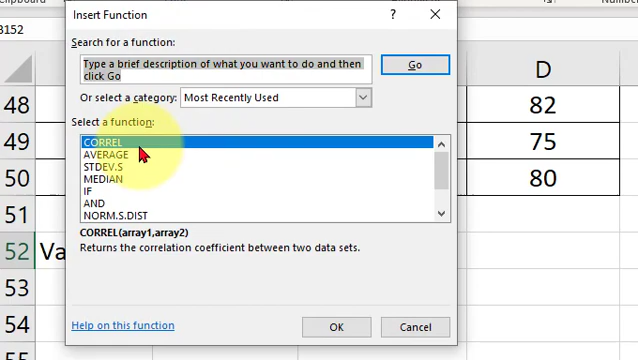 Insert Function
?
B152
Search for a function:
Type a brief description of what you want to do and then
click Go
Go
Or select a category: Most Recently Used
Select a function:
CORREL
AVERAGE
STDEV.S
MEDIAN
IF
AND
NORM.S.DIST
CORREL(array1,array2)
Returns the correlation coefficient between two data sets.
Help on this function
OK
Cancel
D
48 82
49 75
50 80
51
52 Va
53
54